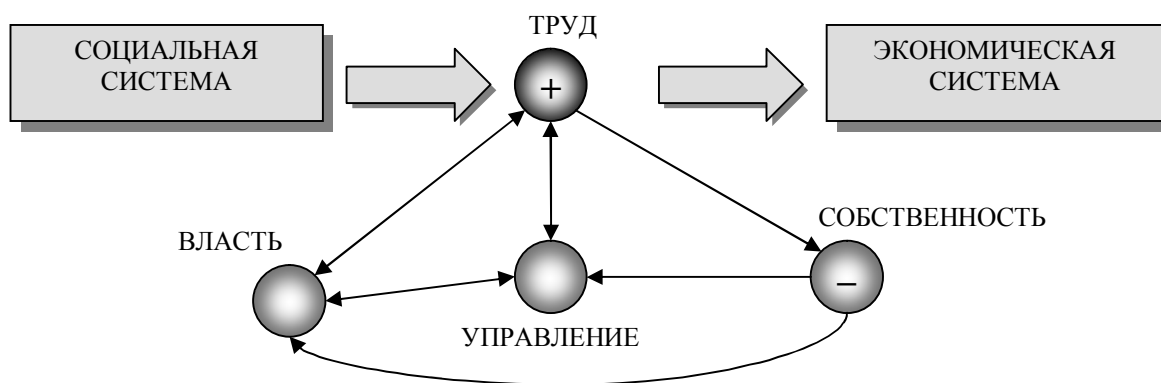 ТРУД
СОЦИАЛЬНАЯ
СИСТЕМА
+
ЭКОНОМИЧЕСКАЯ
СИСТЕМА
ВЛАСТЬ
СОБСТВЕННОСТЬ
–
УПРАВЛЕНИЕ